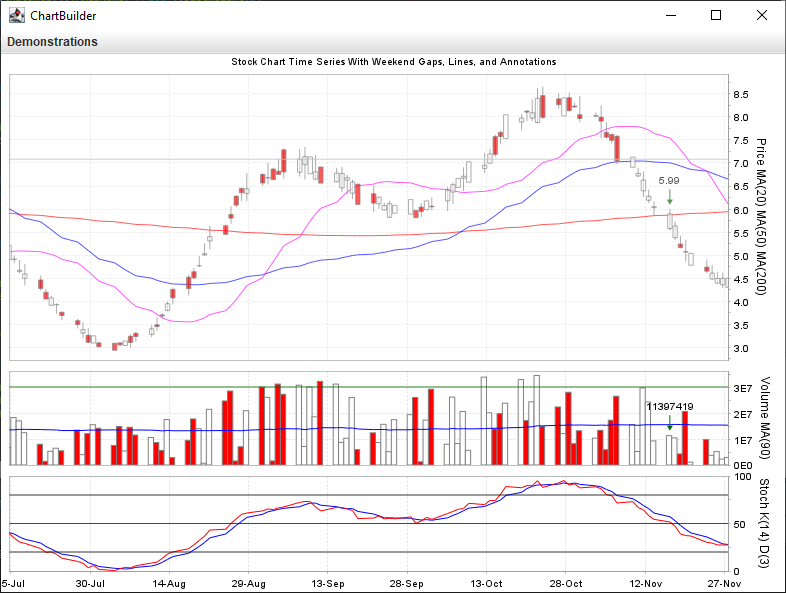 ChartBuilder
Demonstrations
Stock Chart Time Series With Weekend Gaps, Lines, and Annotations
8.5
8.0
7.5
7.0
6.5
6.0
5.5
5.0
4.5
4.0
3.5
3.0
Price MA(20) MA(50) MA(200)
5.99
3E7
2E7
1E7
0E0
Volume MA(90)
11397419
100
50
0
Stoch K(14) D(3)
5-Jul 30-Jul 14-Aug 29-Aug 13-Sep 28-Sep 13-Oct 28-Oct 12-Nov 27-Nov